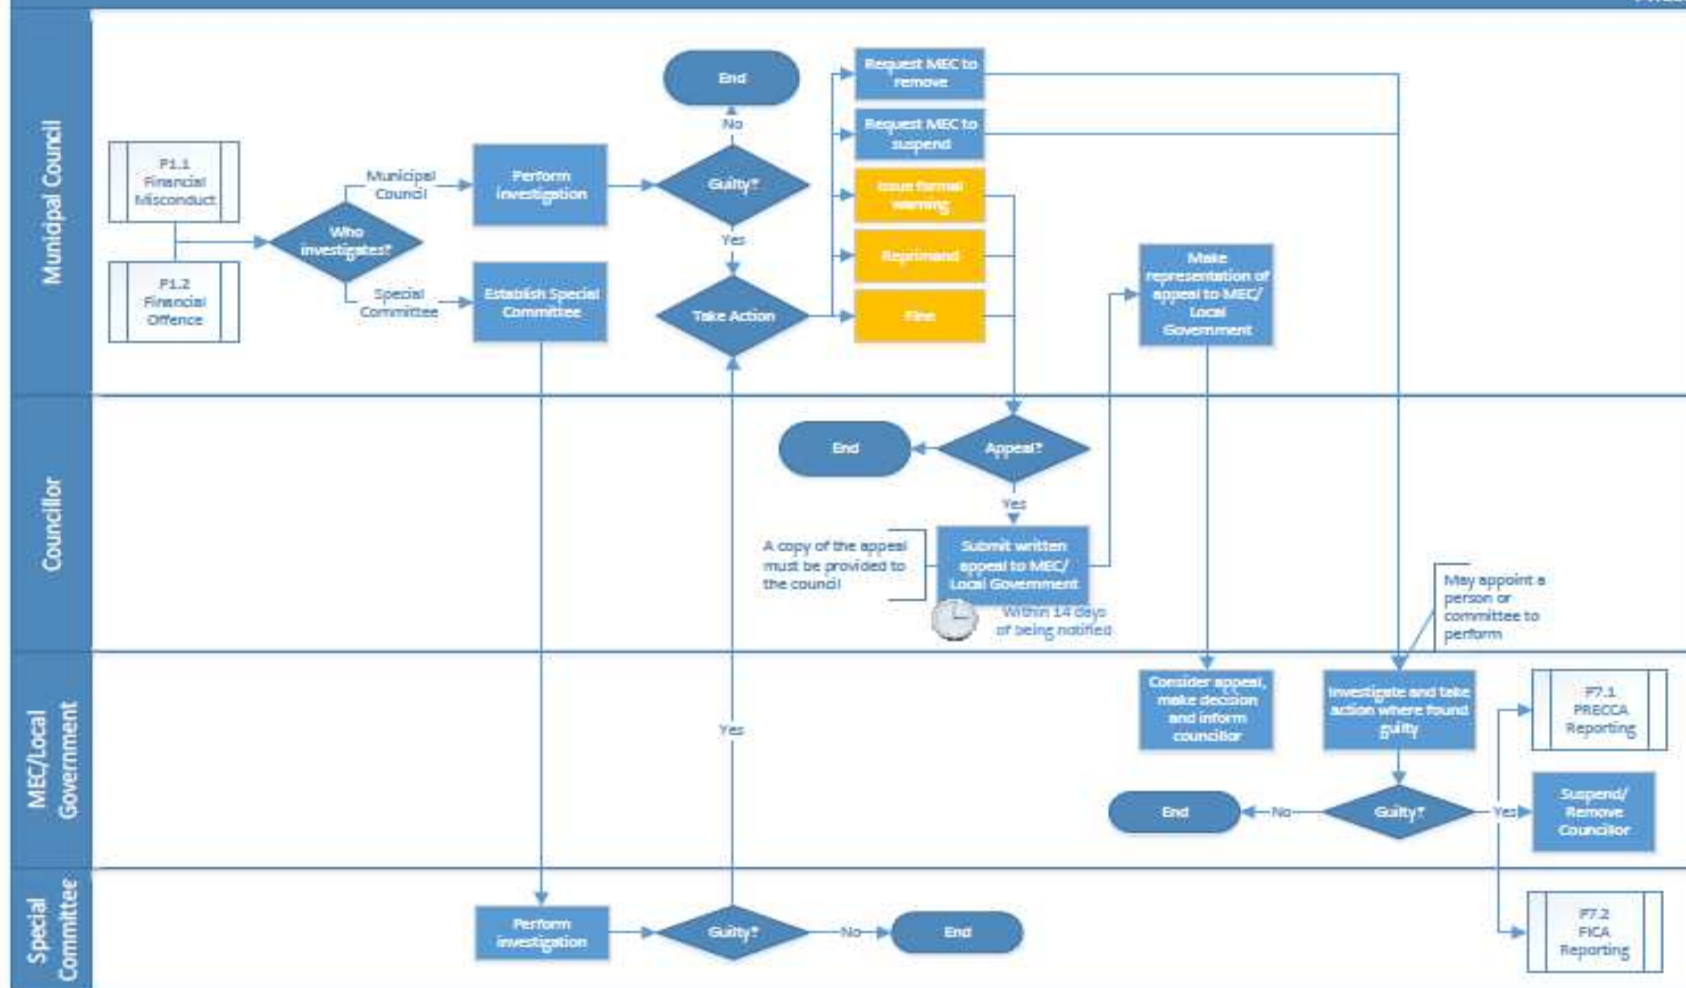 Municipal Council
P1.1
Financial
Misconduct
P1.2
Financial
Offence
Who
investigates?
Municipal
Council
Special
Committee
Perform
investigation
Establish Special
Committee
End
No
Guilty?
Yes
Take Action
Request MEC to
remove
Request MEC to
suspend
Issue formal
warning
Reprimand
Fine
Make
representation of
appeal to MEC/
Local
Government
Councillor
End
Appeal?
Yes
A copy of the appeal
must be provided to
the council
Submit written
appeal to MEC/
Local Government
Within 14 days
of being notified
May appoint a
person or
committee to
perform
MEC/Local
Government
Yes
Consider appeal,
make decision
and inform
councillor
Investigate and take
action where found
guilty
P7.1
PRECCA
Reporting
End
No
Guilty?
Yes
Suspend/
Remove
Councillor
Special
Committee
Perform
investigation
Guilty?
No
End
P7.2
FICA
Reporting